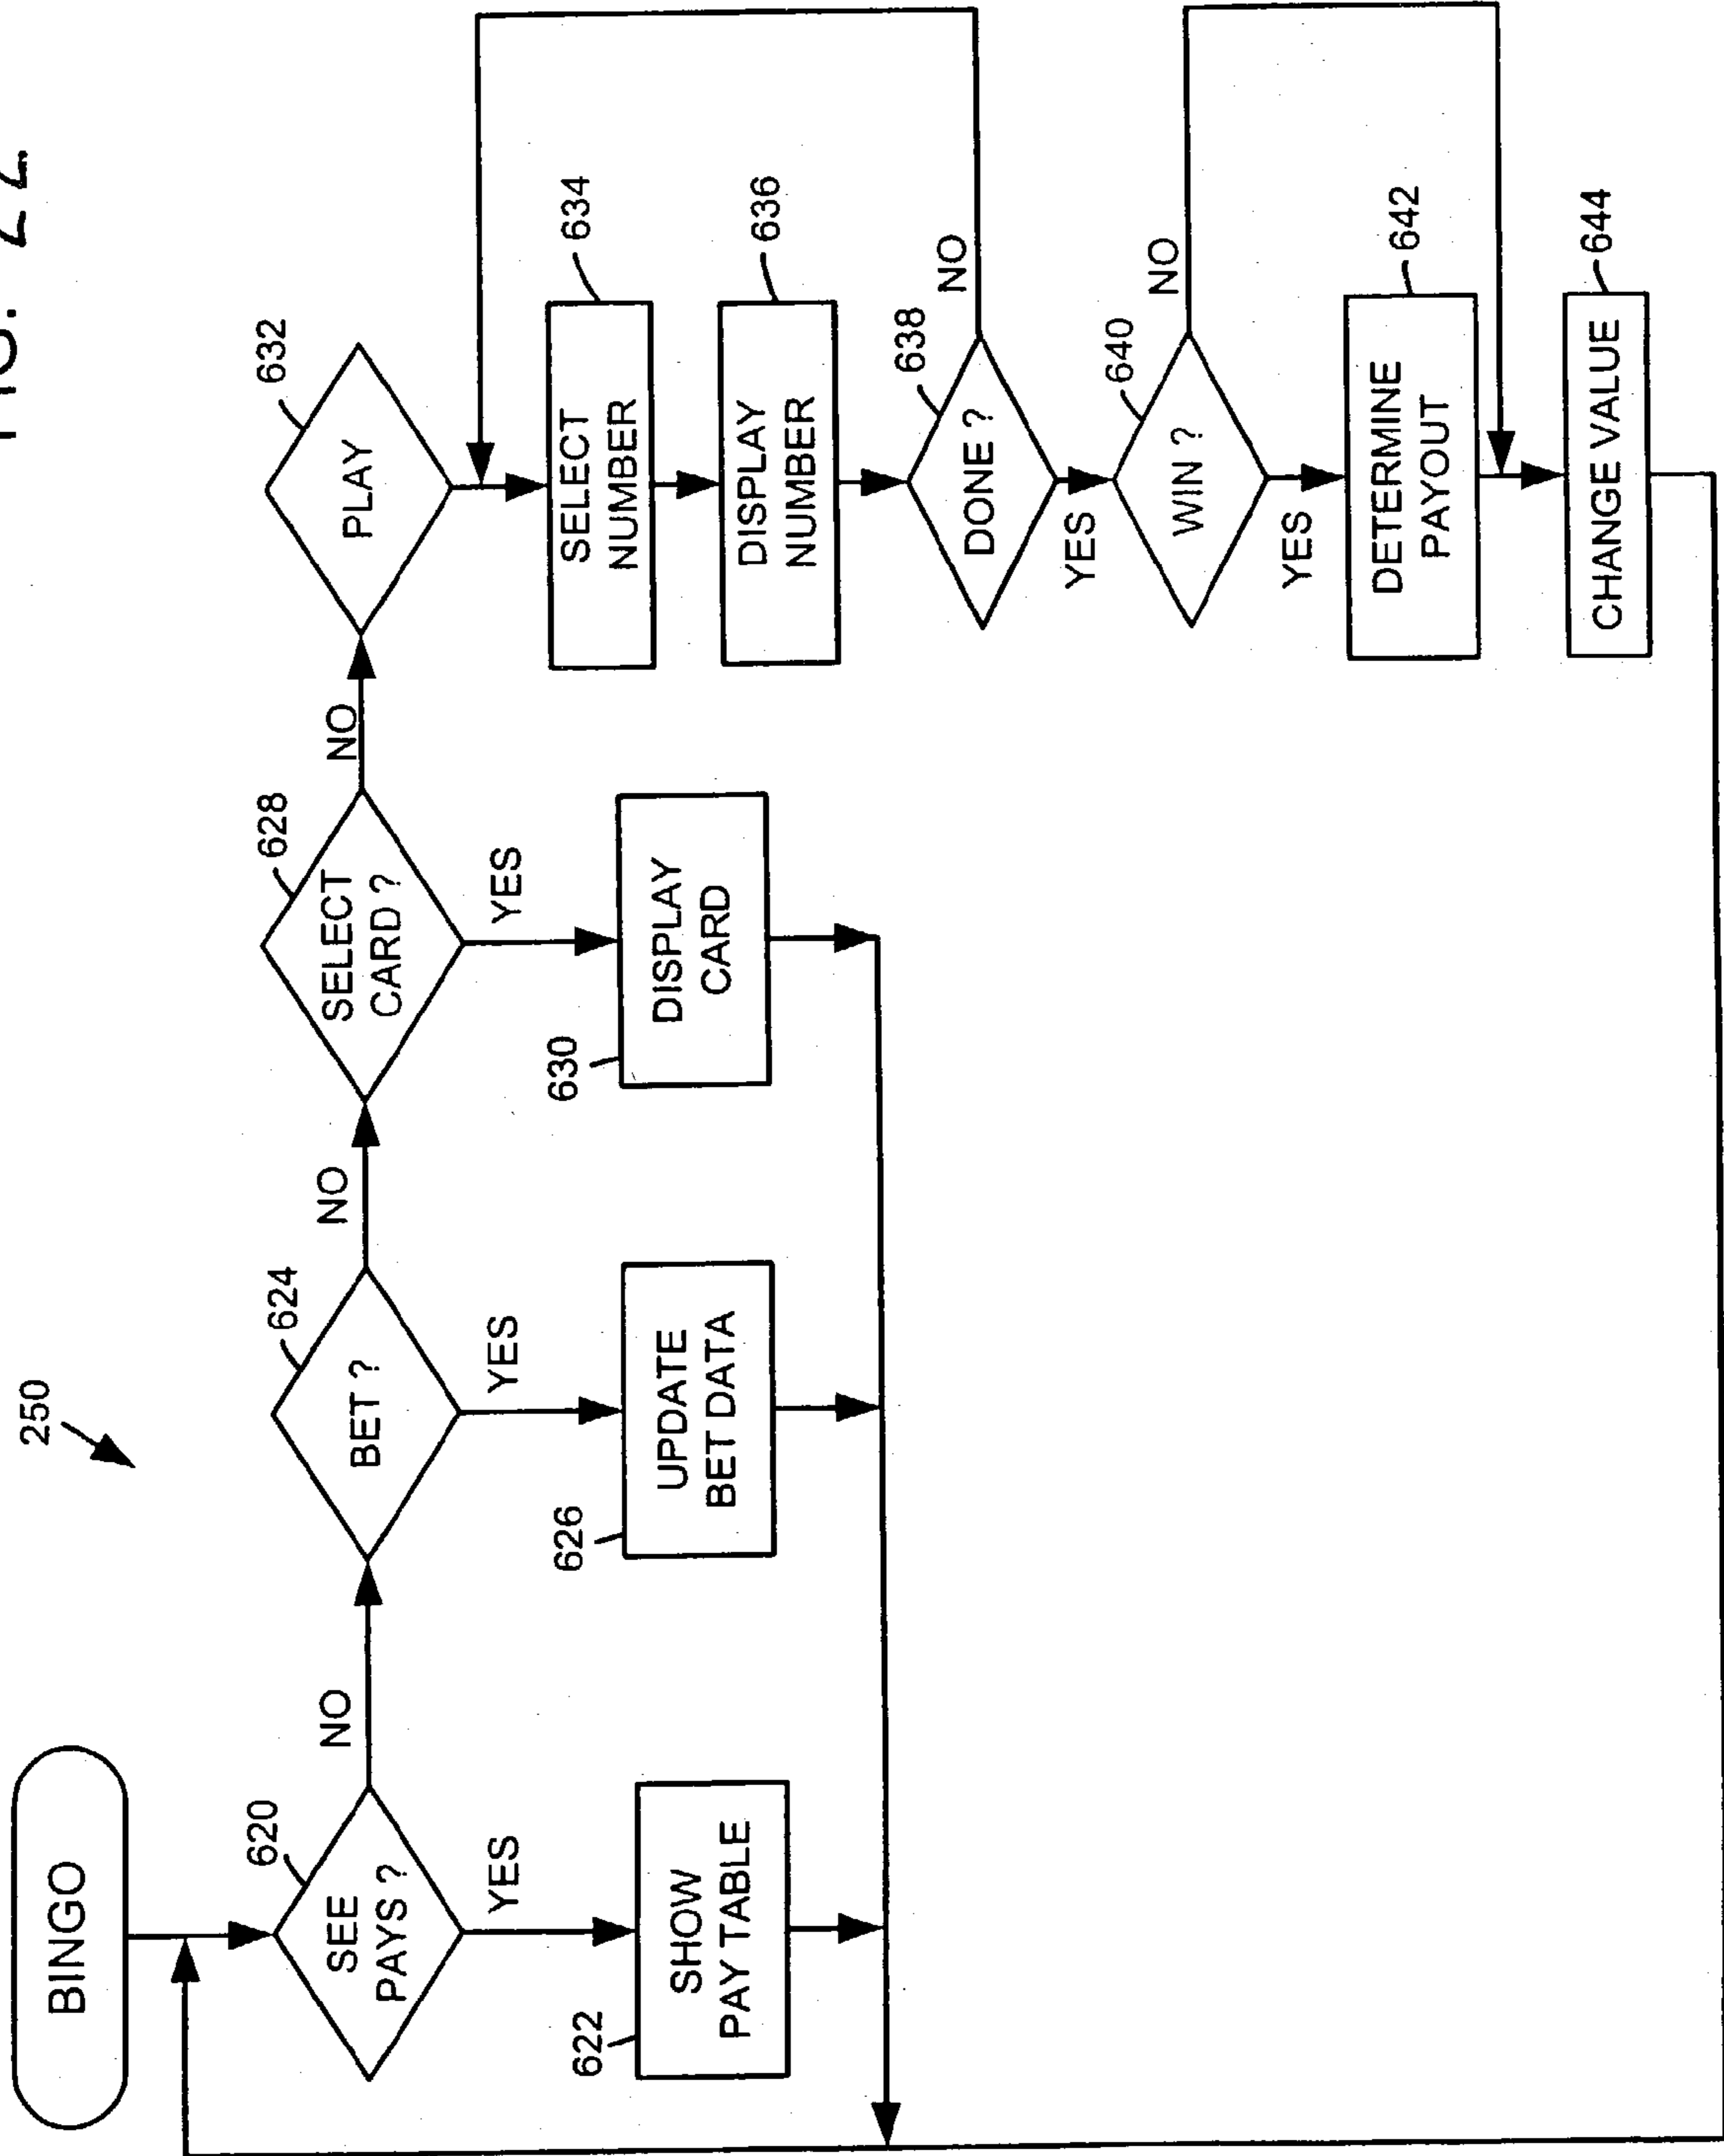 FIG. 22
250
BINGO
620
SEE
PAYS ?
NO
YES
622
SHOW
PAY TABLE
624
BET ?
NO
YES
626
UPDATE
BET DATA
628
SELECT
CARD ?
NO
YES
630
DISPLAY
CARD
632
PLAY
634
SELECT
NUMBER
636
DISPLAY
NUMBER
638
DONE ?
NO
YES
640
WIN ?
NO
YES
642
DETERMINE
PAYOUT
644
CHANGE VALUE